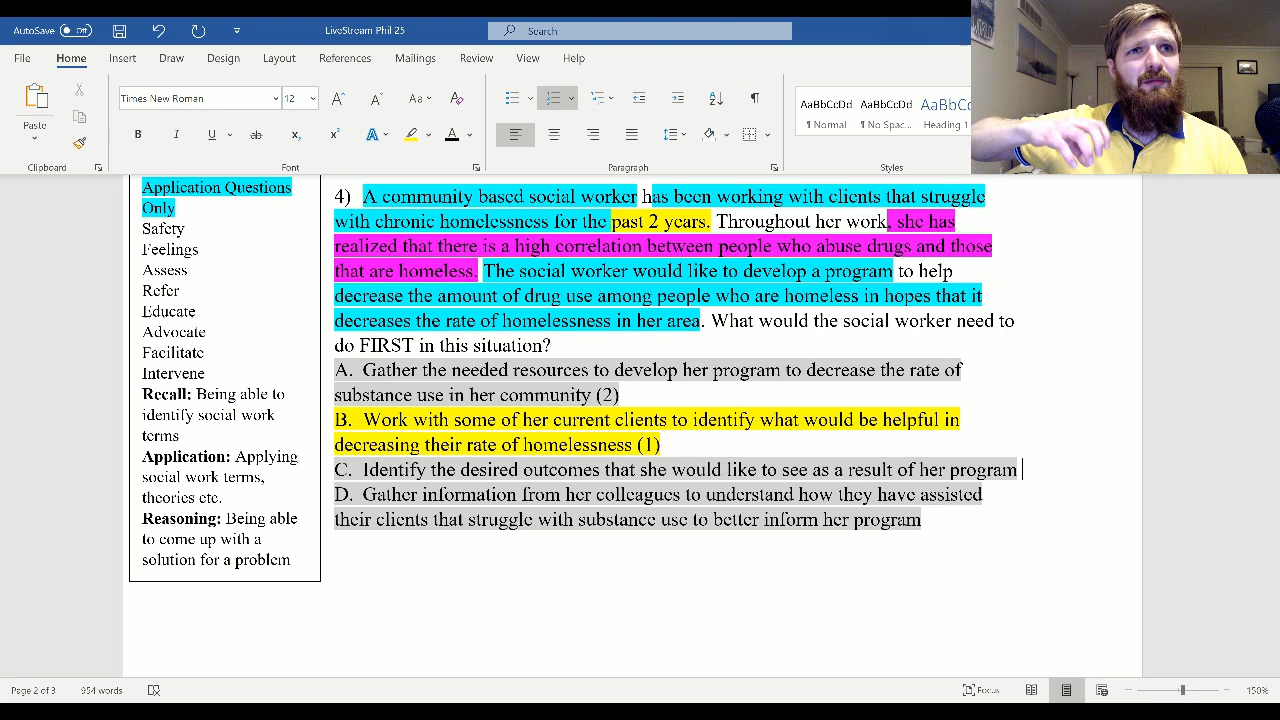 AutoSave Off LiveStream Phil 25 Search
File Home Insert Draw Design Layout References Mailings Review View Help
Times New Roman 12
Paste
AaBbCcDd AaBbCcDd AaBbCc
¶ Normal ¶ No Spac... Heading 1
Clipboard Font Paragraph Styles
Application Questions
Only
Safety
Feelings
Assess
Refer
Educate
Advocate
Facilitate
Intervene
Recall: Being able to
identify social work
terms
Application: Applying
social work terms,
theories etc.
Reasoning: Being able
to come up with a
solution for a problem
4) A community based social worker has been working with clients that struggle
with chronic homelessness for the past 2 years. Throughout her work, she has
realized that there is a high correlation between people who abuse drugs and those
that are homeless. The social worker would like to develop a program to help
decrease the amount of drug use among people who are homeless in hopes that it
decreases the rate of homelessness in her area. What would the social worker need to
do FIRST in this situation?
A. Gather the needed resources to develop her program to decrease the rate of
substance use in her community (2)
B. Work with some of her current clients to identify what would be helpful in
decreasing their rate of homelessness (1)
C. Identify the desired outcomes that she would like to see as a result of her program
D. Gather information from her colleagues to understand how they have assisted
their clients that struggle with substance use to better inform her program
Page 2 of 3 954 words Focus 150%